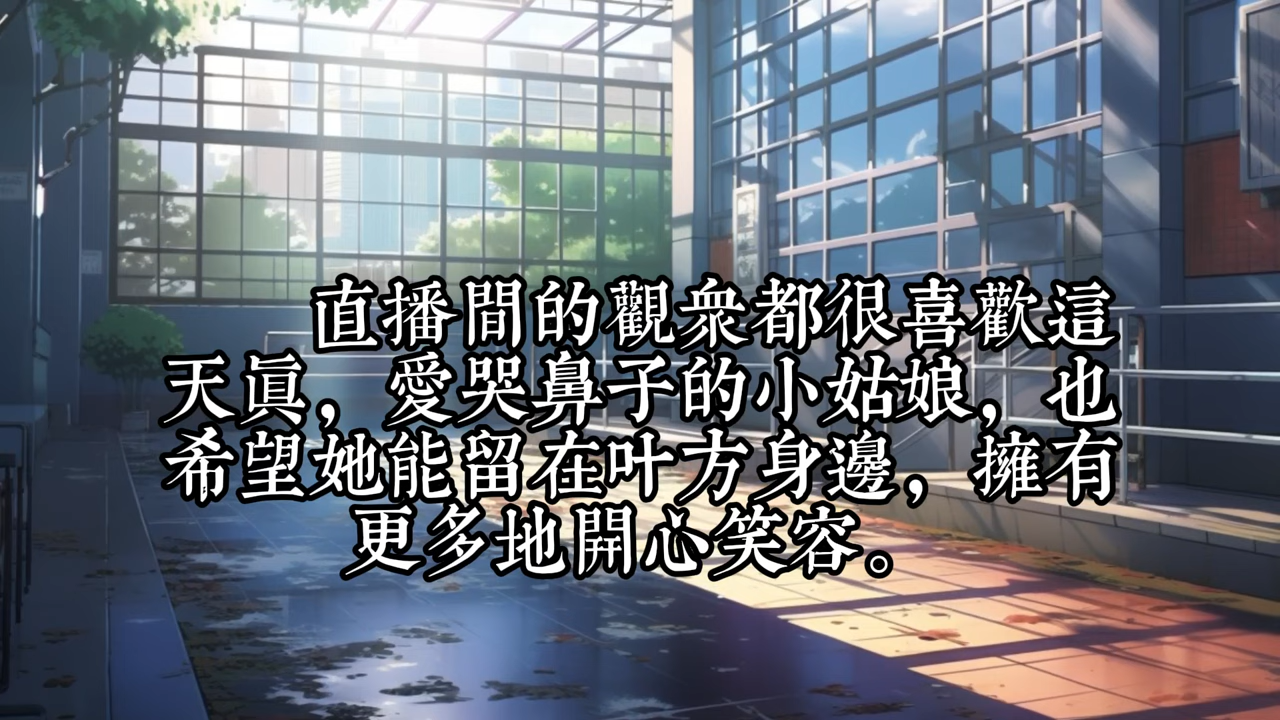 直播間的觀衆都很喜歡這
天眞，愛哭鼻子的小姑娘，也
希望她能留在叶方身邊，擁有
更多地開心笑容。